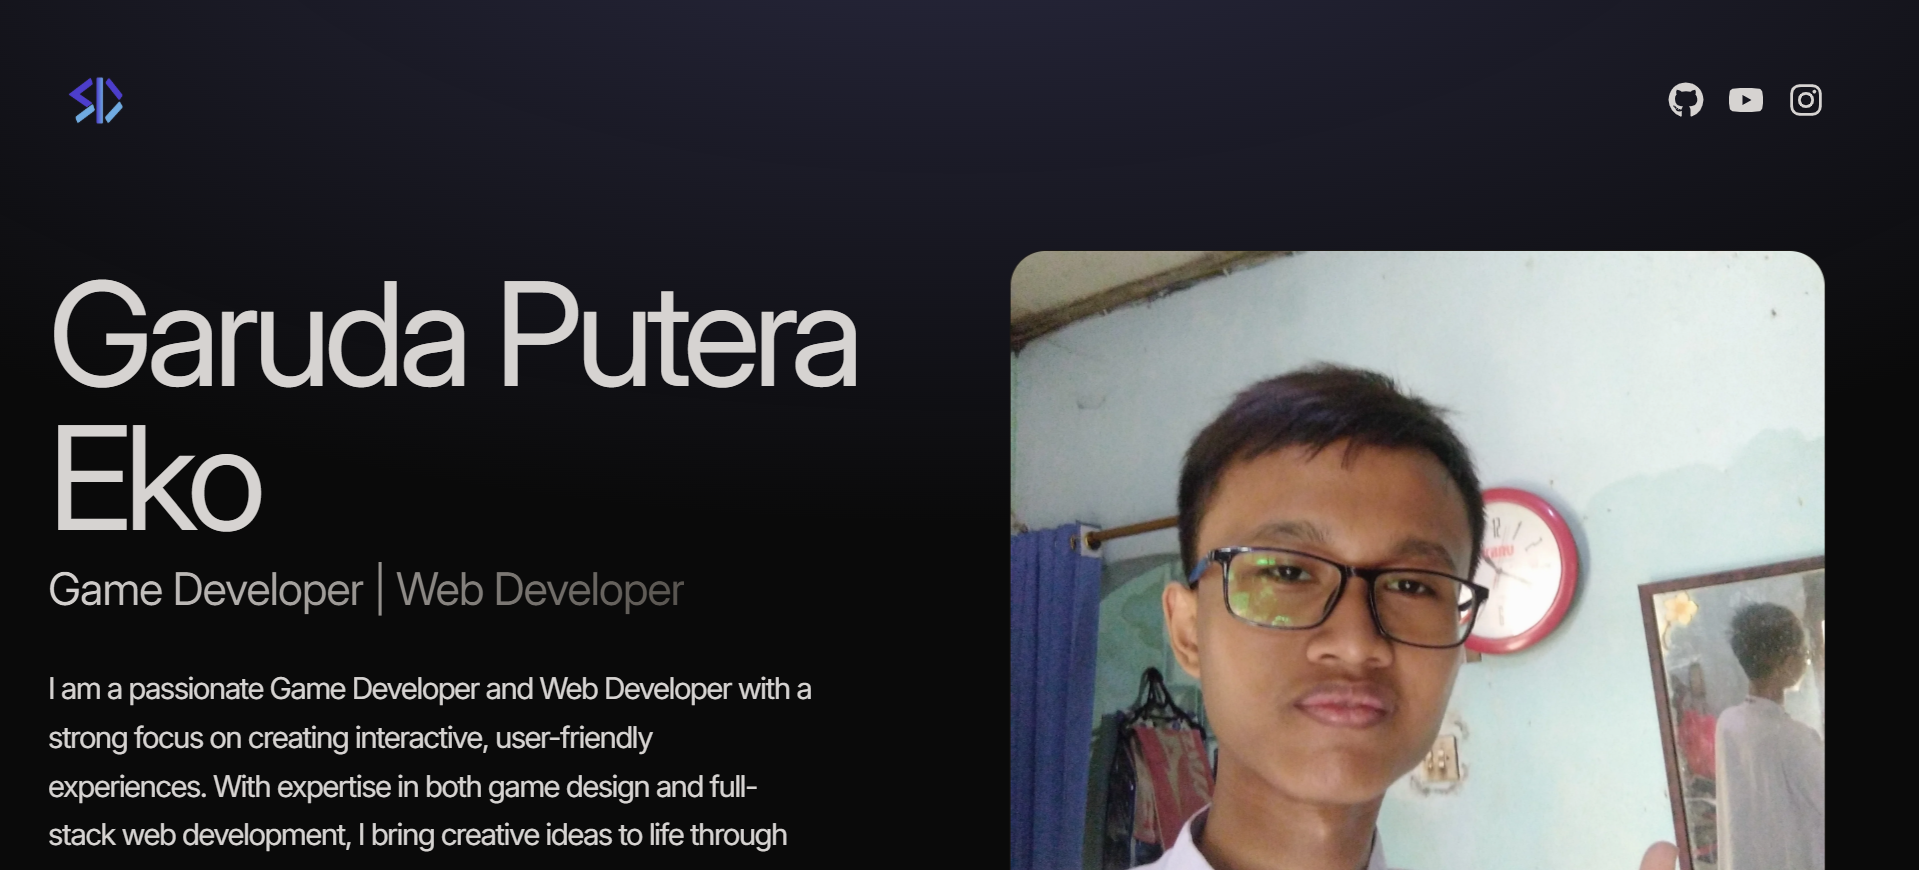 Garuda Putera
Eko
Game Developer | Web Developer
I am a passionate Game Developer and Web Developer with a
strong focus on creating interactive, user-friendly
experiences. With expertise in both game design and full-
stack web development, I bring creative ideas to life through